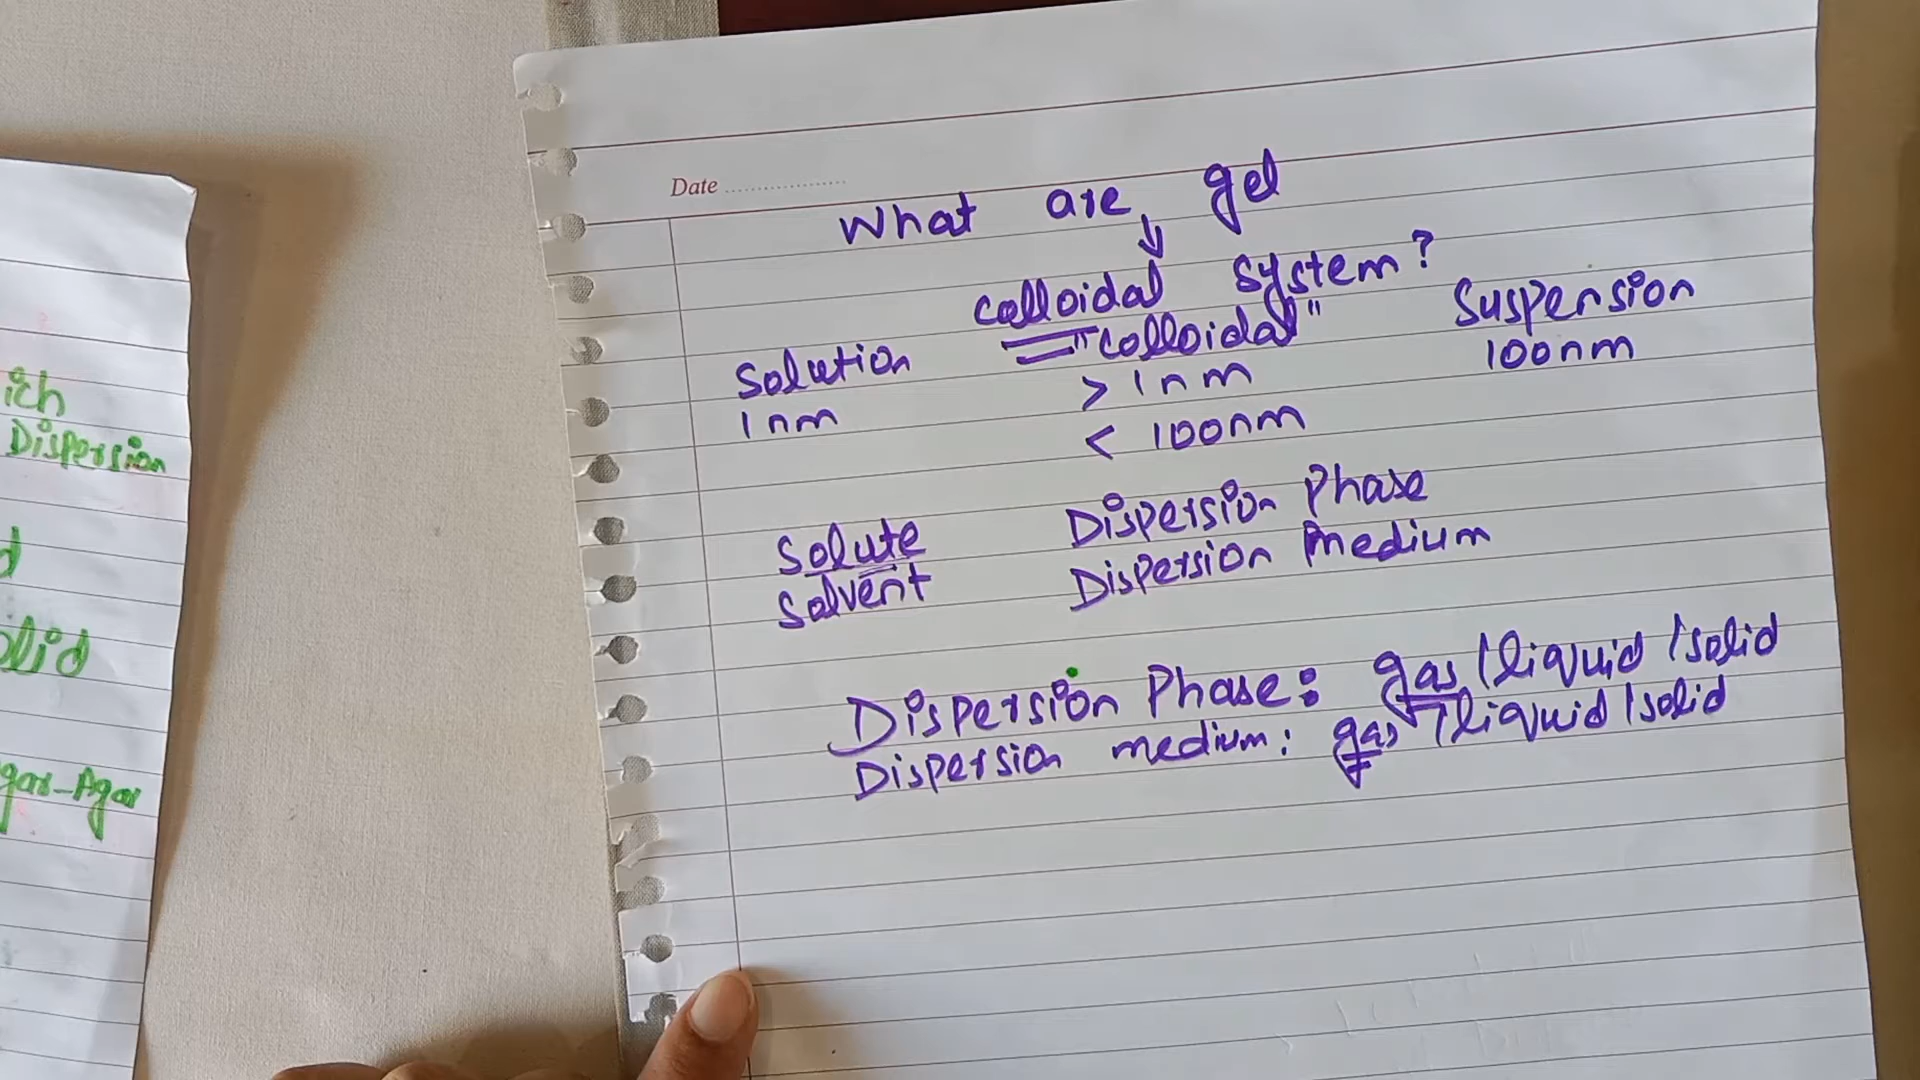 ich
Dispersion
d
olid
gar-Agar
Date
What are gel
colloidal system?
Solution "colloidal" Suspension
1nm > 1nm 100nm
< 100nm
Solute Dispersion Phase
Solvent Dispersion Medium
Dispersion Phase: gas/liquid/solid
Dispersion medium: gas/liquid/solid